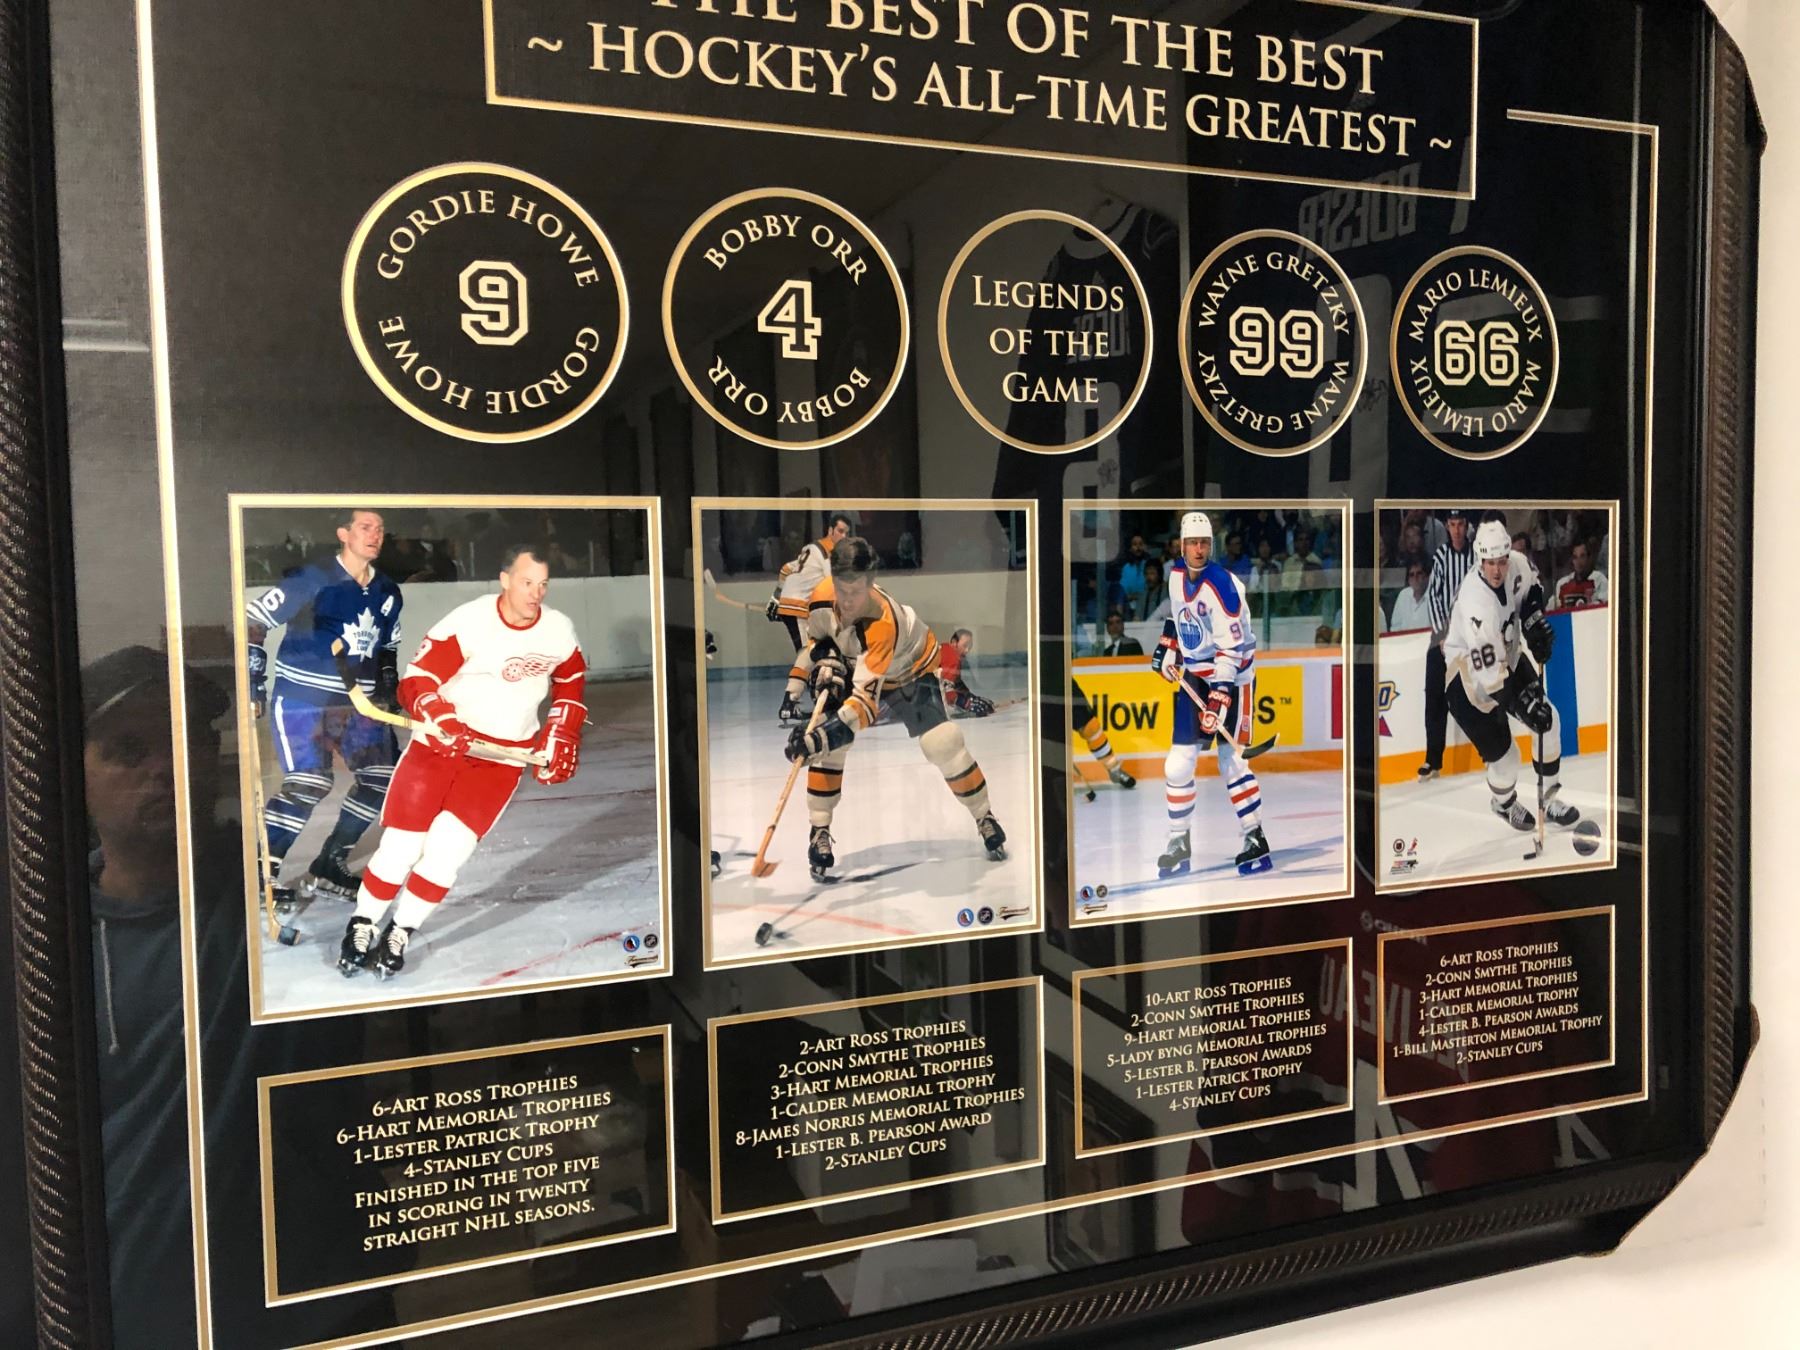 THE BEST OF THE BEST
~ HOCKEY'S ALL-TIME GREATEST ~
GORDIE HOWE
9
GORDIE HOWE
BOBBY ORR
4
BOBBY ORR
LEGENDS
OF THE
GAME
WAYNE GRETZKY
99
WAYNE GRETZKY
MARIO LEMIEUX
66
MARIO LEMIEUX
BOESER
llow
ES™
66
6-ART ROSS TROPHIES
6-HART MEMORIAL TROPHIES
1-LESTER PATRICK TROPHY
4-STANLEY CUPS
FINISHED IN THE TOP FIVE
IN SCORING IN TWENTY
STRAIGHT NHL SEASONS.
2-ART ROSS TROPHIES
2-CONN SMYTHE TROPHIES
3-HART MEMORIAL TROPHIES
1-CALDER MEMORIAL TROPHY
8-JAMES NORRIS MEMORIAL TROPHIES
1-LESTER B. PEARSON AWARD
2-STANLEY CUPS
10-ART ROSS TROPHIES
2-CONN SMYTHE TROPHIES
9-HART MEMORIAL TROPHIES
5-LADY BYNG MEMORIAL TROPHIES
5-LESTER B. PEARSON AWARDS
1-LESTER PATRICK TROPHY
4-STANLEY CUPS
6-ART ROSS TROPHIES
2-CONN SMYTHE TROPHIES
3-HART MEMORIAL TROPHIES
1-CALDER MEMORIAL TROPHY
4-LESTER B. PEARSON AWARDS
1-BILL MASTERTON MEMORIAL TROPHY
2-STANLEY CUPS